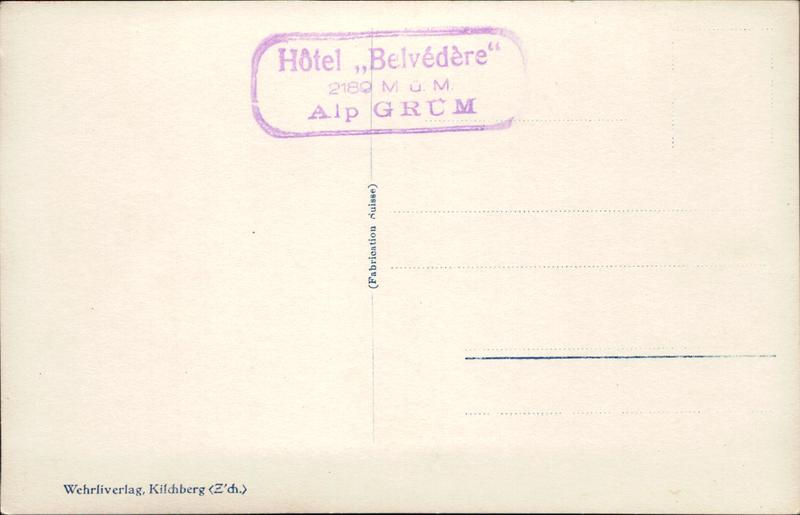 Hôtel „Belvédère“
2189 M ü. M.
Alp GRÜM
(Fabrication Suisse)
Wehrliverlag, Kilchberg (Z'ch.)